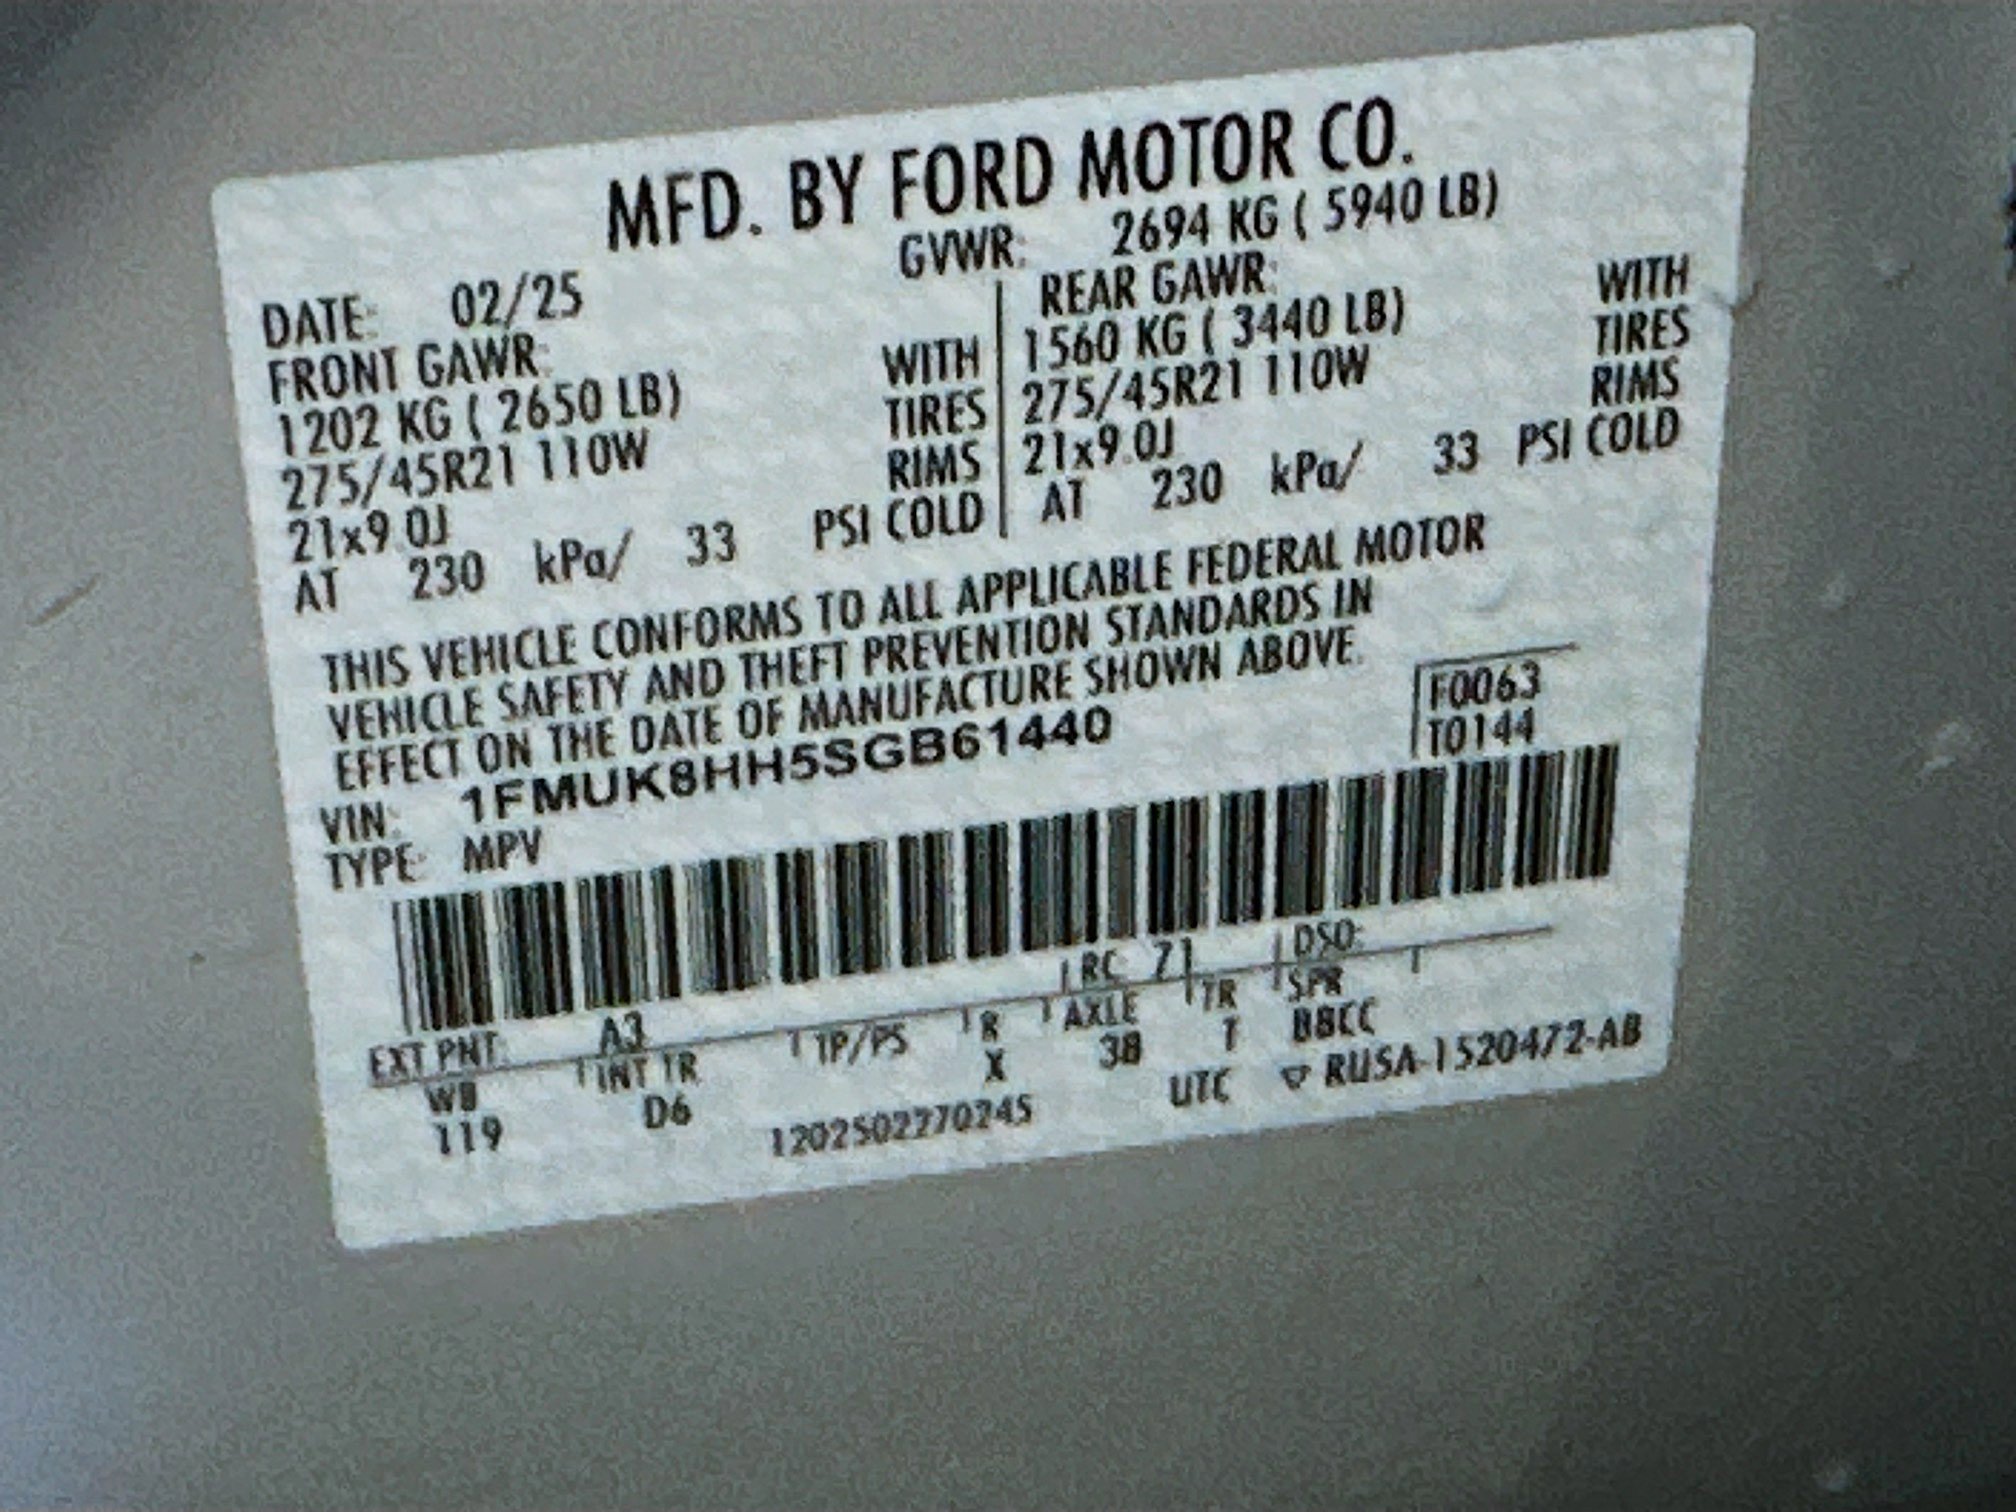 MFD. BY FORD MOTOR CO.
DATE: 02/25 GVWR: 2694 KG ( 5940 LB)
FRONT GAWR: WITH
1202 KG ( 2650 LB) TIRES
275/45R21 110W RIMS
21x9.0J
AT 230 kPa/ 33 PSI COLD
REAR GAWR: WITH
1560 KG ( 3440 LB) TIRES
275/45R21 110W RIMS
21x9.0J
AT 230 kPa/ 33 PSI COLD
THIS VEHICLE CONFORMS TO ALL APPLICABLE FEDERAL MOTOR
VEHICLE SAFETY AND THEFT PREVENTION STANDARDS IN
EFFECT ON THE DATE OF MANUFACTURE SHOWN ABOVE.
F0063
T0144
VIN: 1FMUK8HH5SGB61440
TYPE: MPV
EXT PNT: A3 RC: 71 DSO:
WB INT TR TP/PS R AXLE TR SPR
119 D6 X 38 T BBCC
1202502270245 UTC ▽ RUSA-1520472-AB